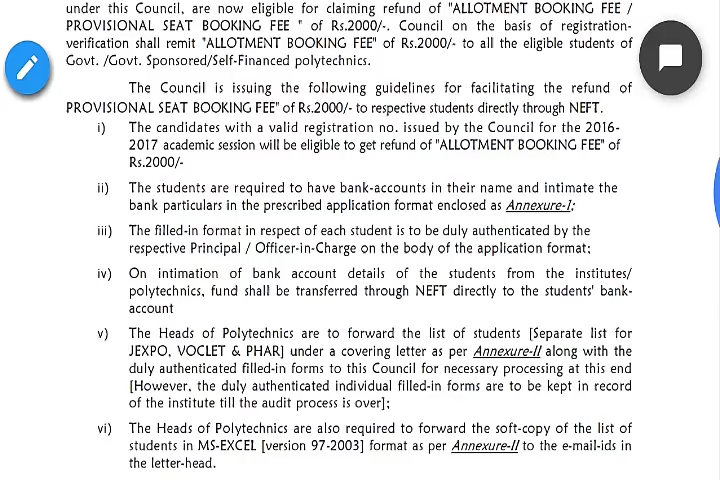 under this Council, are now eligible for claiming refund of "ALLOTMENT BOOKING FEE /
PROVISIONAL SEAT BOOKING FEE " of Rs.2000/-. Council on the basis of registration-
verification shall remit "ALLOTMENT BOOKING FEE" of Rs.2000/- to all the eligible students of
Govt. /Govt. Sponsored/Self-Financed polytechnics.
The Council is issuing the following guidelines for facilitating the refund of
PROVISIONAL SEAT BOOKING FEE" of Rs.2000/- to respective students directly through NEFT.
i) The candidates with a valid registration no. issued by the Council for the 2016-
2017 academic session will be eligible to get refund of "ALLOTMENT BOOKING FEE" of
Rs.2000/-
ii) The students are required to have bank-accounts in their name and intimate the
bank particulars in the prescribed application format enclosed as Annexure-I;
iii) The filled-in format in respect of each student is to be duly authenticated by the
respective Principal / Officer-in-Charge on the body of the application format;
iv) On intimation of bank account details of the students from the institutes/
polytechnics, fund shall be transferred through NEFT directly to the students' bank-
account
v) The Heads of Polytechnics are to forward the list of students [Separate list for
JEXPO, VOCLET & PHAR] under a covering letter as per Annexure-II along with the
duly authenticated filled-in forms to this Council for necessary processing at this end
[However, the duly authenticated individual filled-in forms are to be kept in record
of the institute till the audit process is over];
vi) The Heads of Polytechnics are also required to forward the soft-copy of the list of
students in MS-EXCEL [version 97-2003] format as per Annexure-II to the e-mail-ids in
the letter-head.